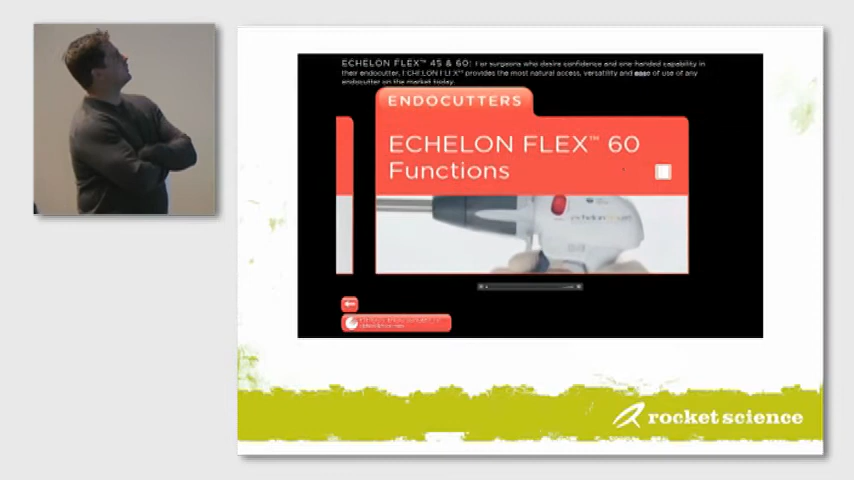 ECHELON FLEX™ 45 & 60: For surgeons who desire confidence and one-handed capability in
their endocutter, ECHELON FLEX™ provides the most natural access, versatility and ease of use of any
endocutter on the market today.
ENDOCUTTERS
ECHELON FLEX™ 60
Functions
rocket science